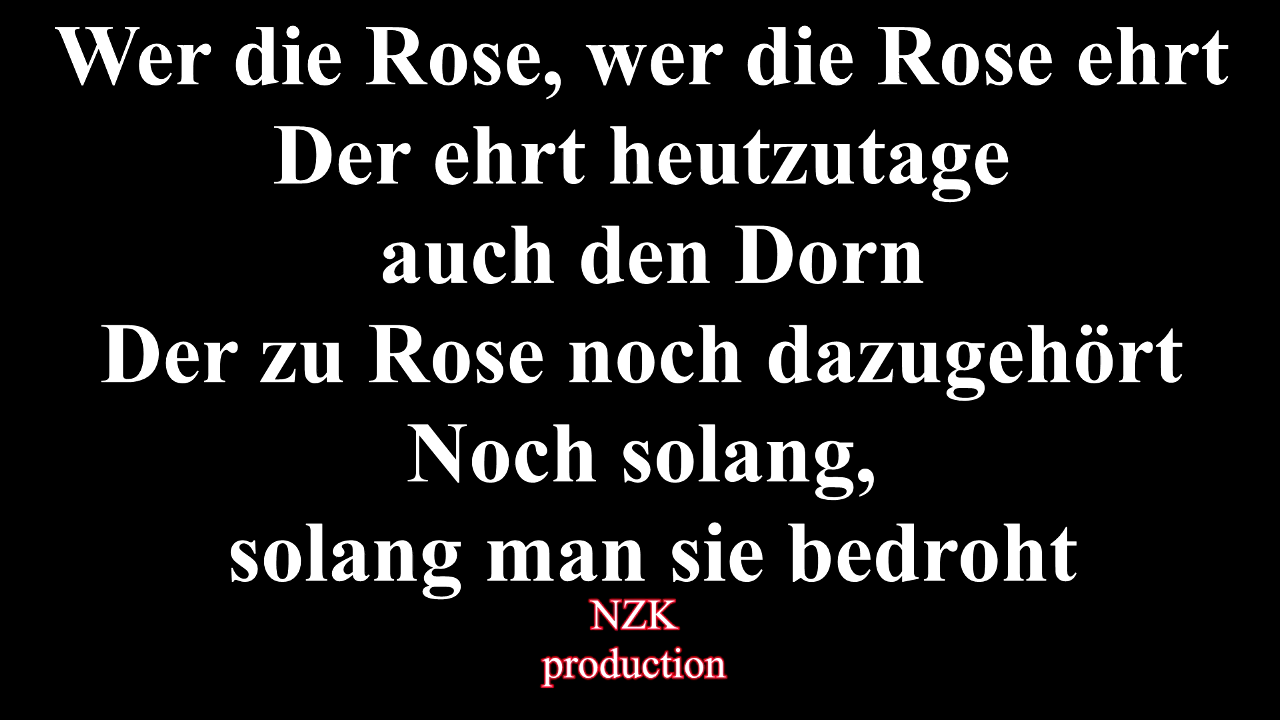 Wer die Rose, wer die Rose ehrt
Der ehrt heutzutage
auch den Dorn
Der zu Rose noch dazugehört
Noch solang,
solang man sie bedroht
NZK
production